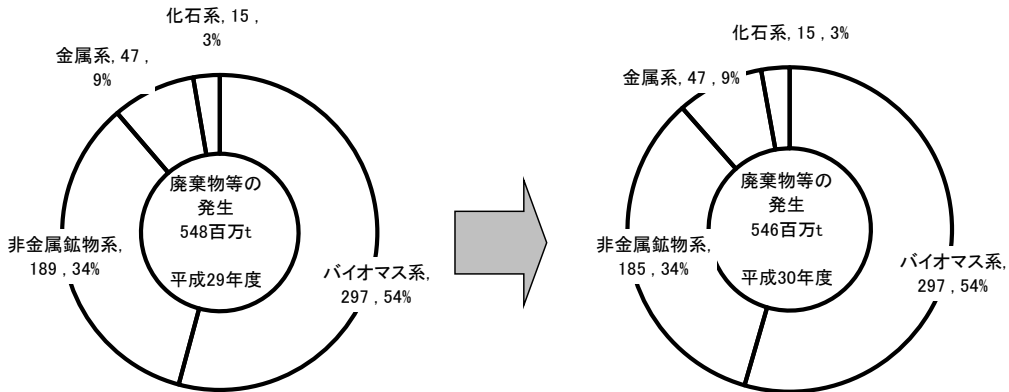 化石系, 15 ,
3%
金属系, 47 ,
9%
廃棄物等の
発生
548百万t
平成29年度
非金属鉱物系,
189 , 34%
バイオマス系,
297 , 54%
化石系, 15 , 3%
金属系, 47 , 9%
廃棄物等の
発生
546百万t
平成30年度
非金属鉱物系,
185 , 34%
バイオマス系,
297 , 54%